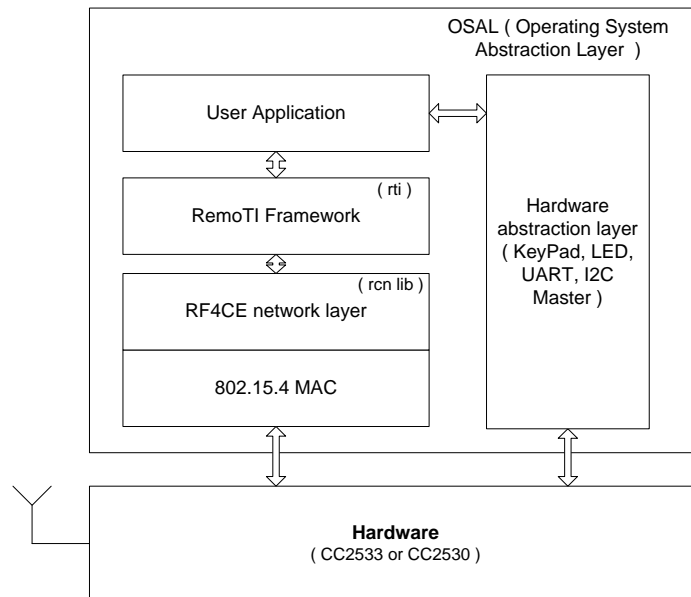 OSAL ( Operating System
Abstraction Layer )
User Application
( rti )
RemoTI Framework
( rcn lib )
RF4CE network layer
802.15.4 MAC
Hardware
abstraction layer
( KeyPad, LED,
UART, I2C
Master )
Hardware
( CC2533 or CC2530 )